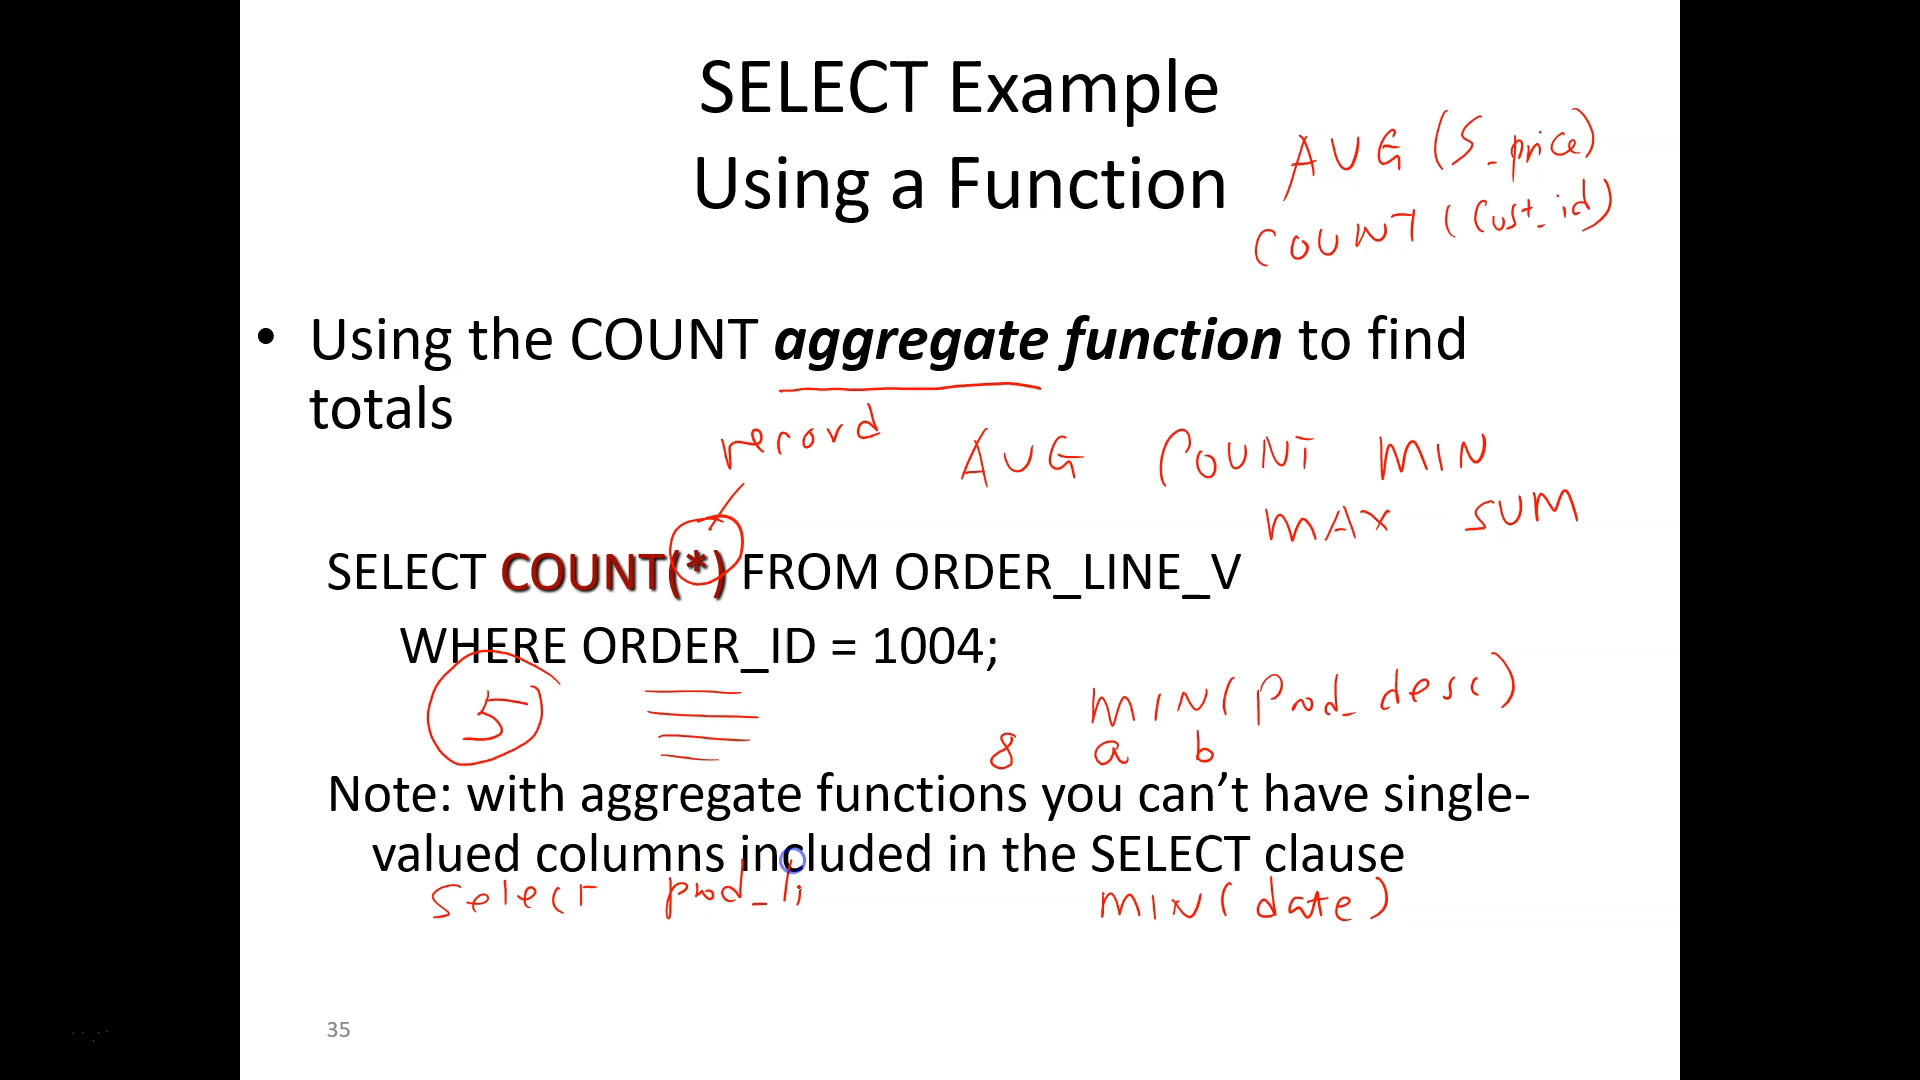 SELECT Example
Using a Function
AVG (S_price)
COUNT (Cust_id)
• Using the COUNT aggregate function to find
totals
record
AVG COUNT MIN
MAX SUM
SELECT COUNT(*) FROM ORDER_LINE_V
WHERE ORDER_ID = 1004;
5
MIN(Prod_desc)
8 a b
Note: with aggregate functions you can’t have single-
valued columns included in the SELECT clause
Select prod_li
MIN(date)
35